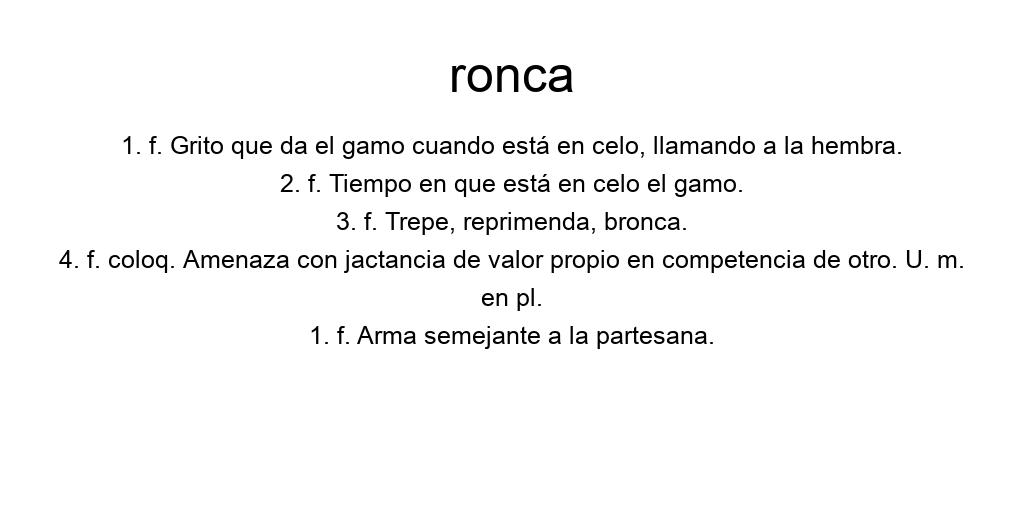 ronca
1. f. Grito que da el gamo cuando está en celo, llamando a la hembra.
2. f. Tiempo en que está en celo el gamo.
3. f. Trepe, reprimenda, bronca.
4. f. coloq. Amenaza con jactancia de valor propio en competencia de otro. U. m.
en pl.
1. f. Arma semejante a la partesana.